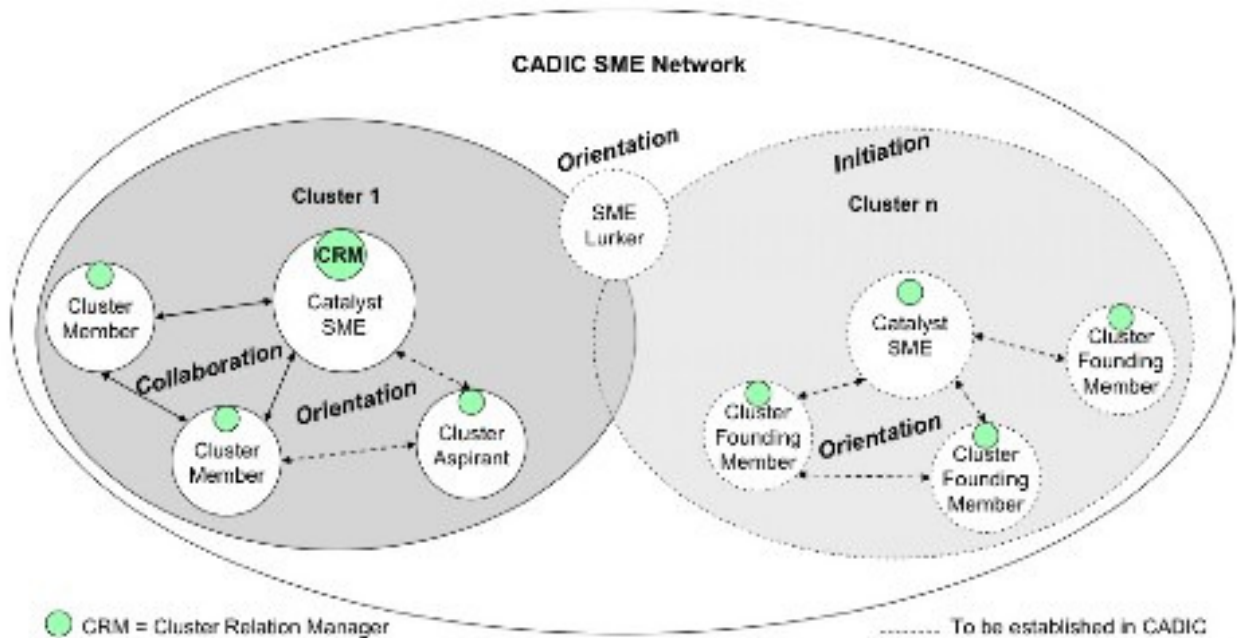 CADIC SME Network
Orientation
Initiation
Cluster 1
Cluster n
SME
Lurker
CRM
Catalyst
SME
Cluster
Member
Collaboration
Orientation
Cluster
Member
Cluster
Aspirant
Catalyst
SME
Cluster
Founding
Member
Cluster
Founding
Member
Orientation
Cluster
Founding
Member
CRM = Cluster Relation Manager
To be established in CADIC